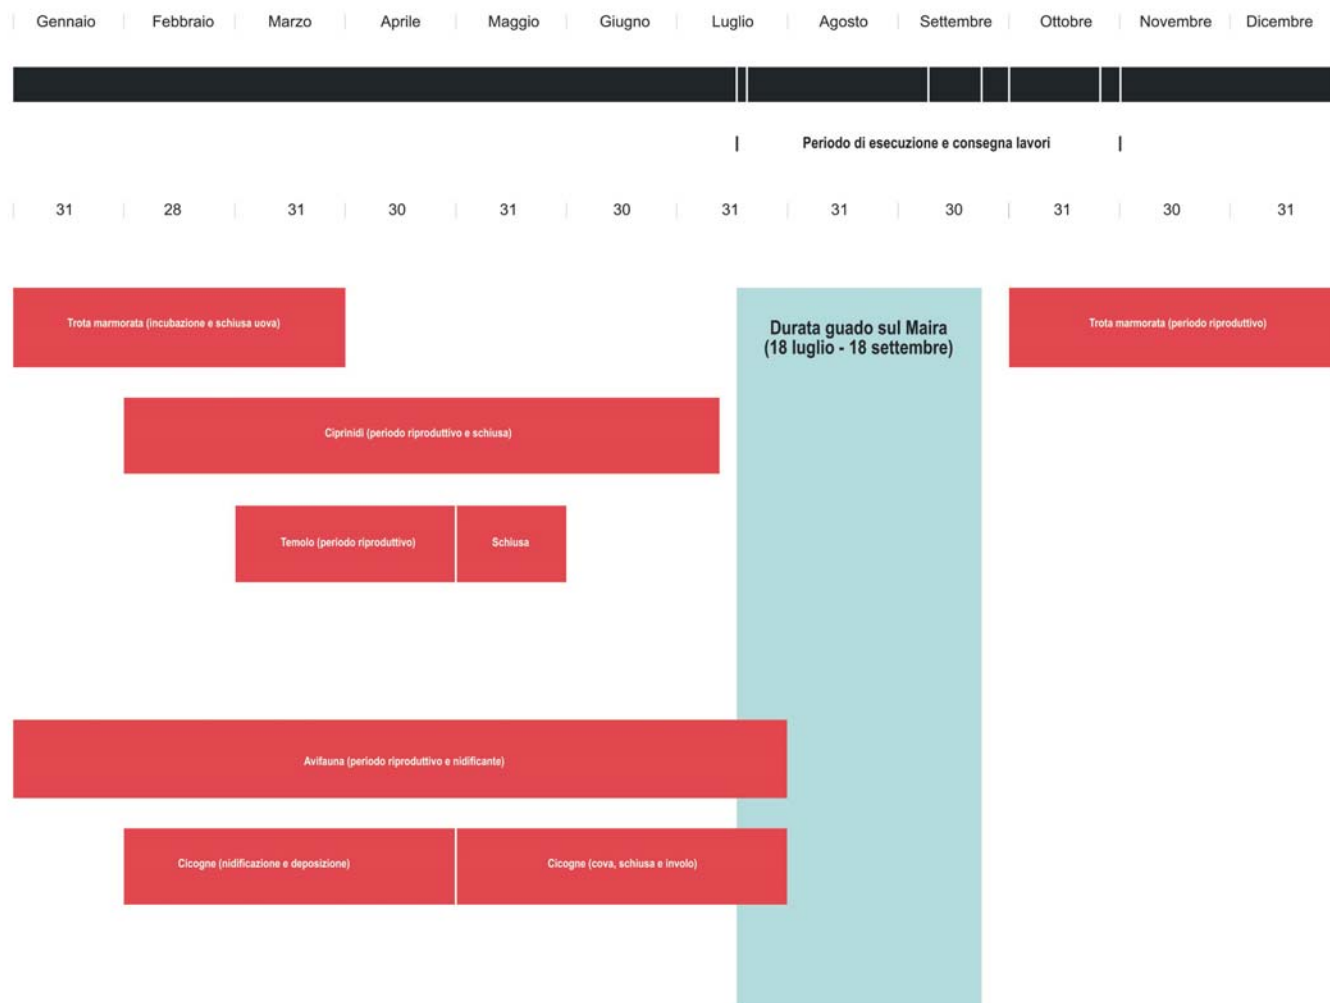 Gennaio Febbraio Marzo Aprile Maggio Giugno Luglio Agosto Settembre Ottobre Novembre Dicembre
Periodo di esecuzione e consegna lavori
31 28 31 30 31 30 31 31 30 31 30 31
Trota marmorata (incubazione e schiusa uova)
Durata guado sul Maira
(18 luglio - 18 settembre)
Trota marmorata (periodo riproduttivo)
Ciprinidi (periodo riproduttivo e schiusa)
Temolo (periodo riproduttivo) Schiusa
Avifauna (periodo riproduttivo e nidificante)
Cicogne (nidificazione e deposizione) Cicogne (cova, schiusa e involo)